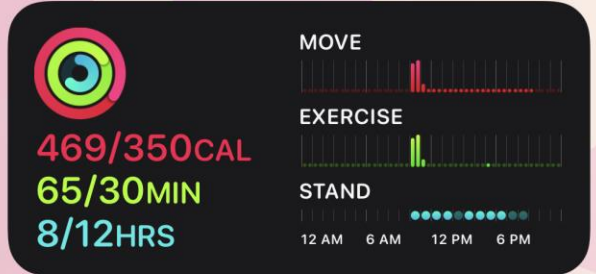 469/350CAL
65/30MIN
8/12HRS
MOVE
EXERCISE
STAND
12 AM 6 AM 12 PM 6 PM